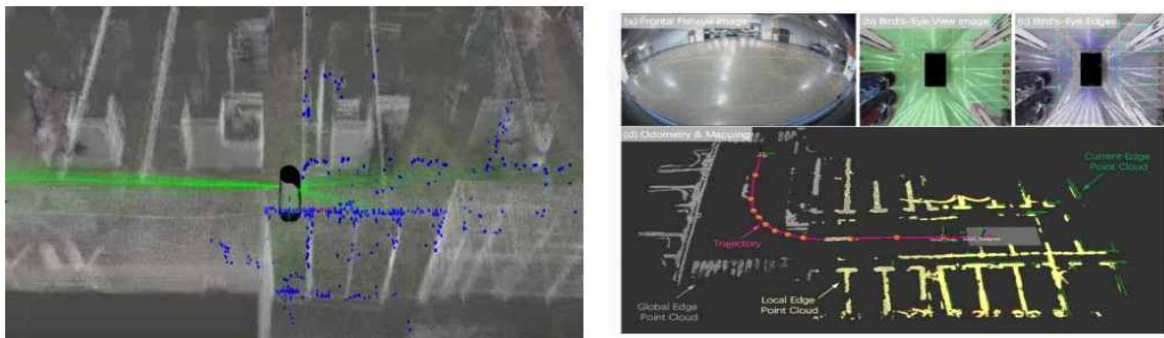 (a) Frontal Fisheye Image
(b) Bird's-Eye-View Image
(c) Bird's-Eye Edges
(d) Odometry & Mapping
Current Edge
Point Cloud
Trajectory
Local Edge
Point Cloud
Global Edge
Point Cloud